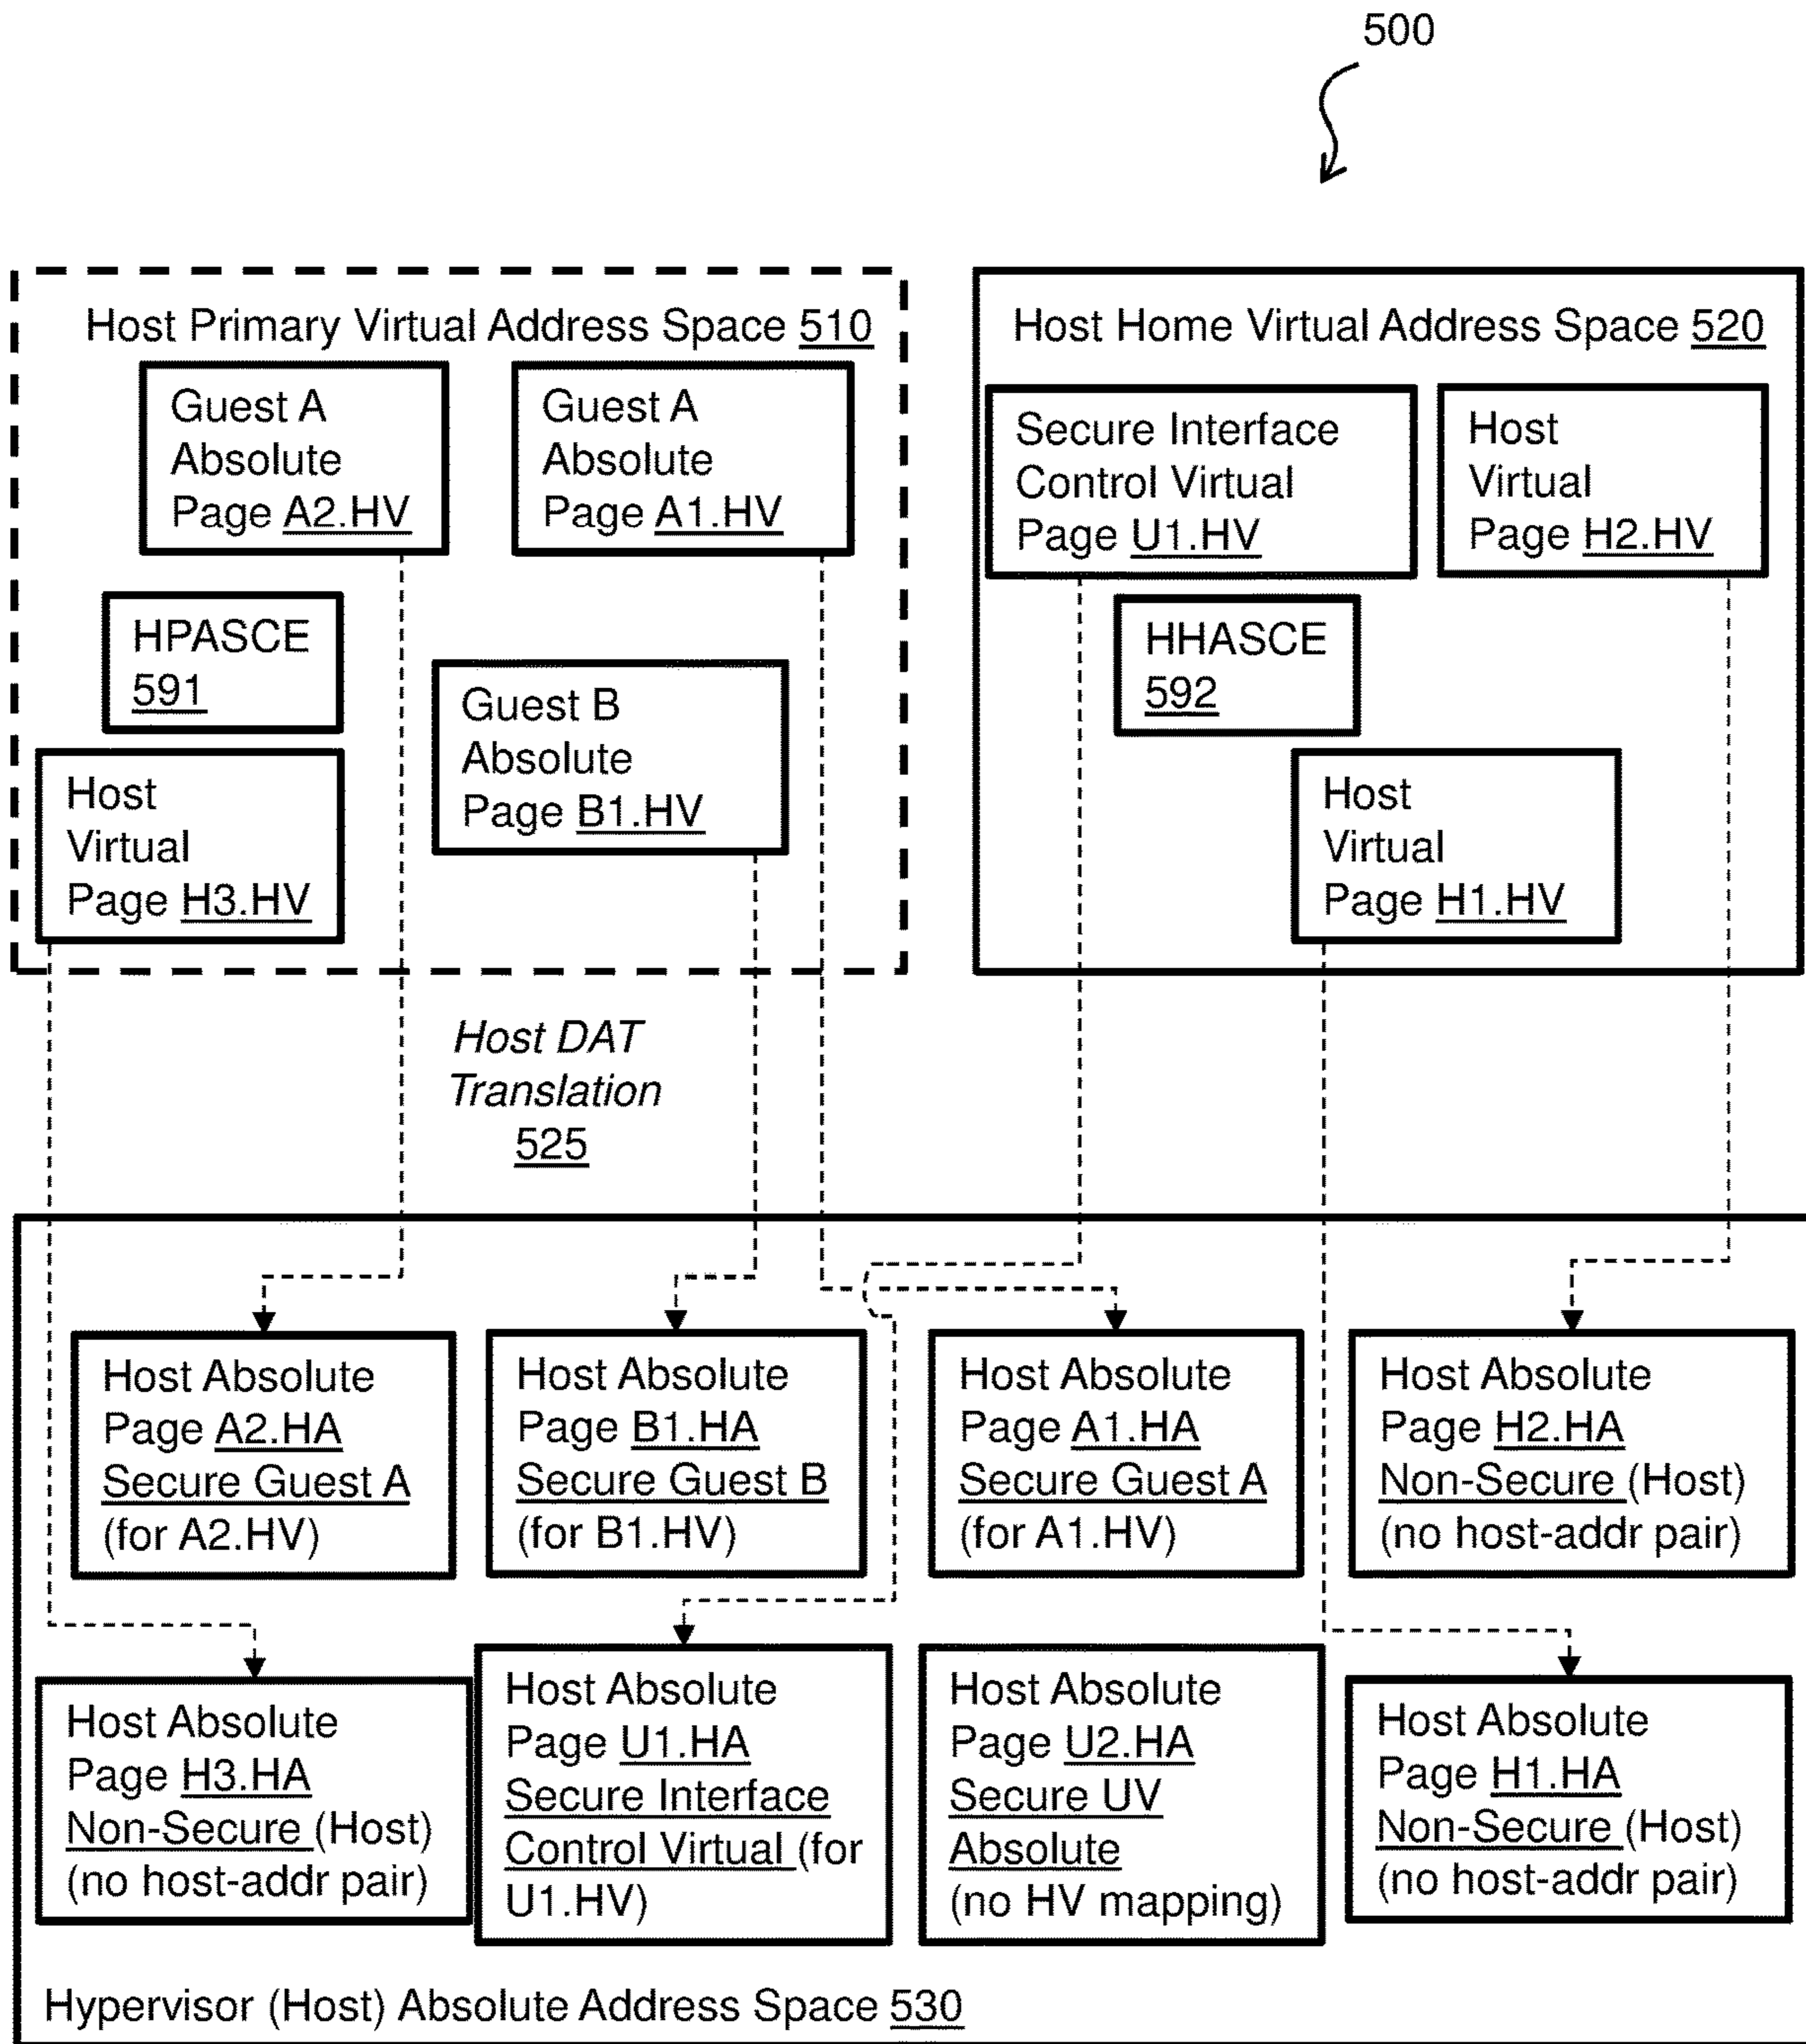 500
Host Primary Virtual Address Space 510
Guest A
Absolute
Page A2.HV
Guest A
Absolute
Page A1.HV
HPASCE
591
Guest B
Absolute
Page B1.HV
Host
Virtual
Page H3.HV
Host Home Virtual Address Space 520
Secure Interface
Control Virtual
Page U1.HV
Host
Virtual
Page H2.HV
HHASCE
592
Host
Virtual
Page H1.HV
Host DAT
Translation
525
Host Absolute
Page A2.HA
Secure Guest A
(for A2.HV)
Host Absolute
Page B1.HA
Secure Guest B
(for B1.HV)
Host Absolute
Page A1.HA
Secure Guest A
(for A1.HV)
Host Absolute
Page H2.HA
Non-Secure (Host)
(no host-addr pair)
Host Absolute
Page H3.HA
Non-Secure (Host)
(no host-addr pair)
Host Absolute
Page U1.HA
Secure Interface
Control Virtual (for
U1.HV)
Host Absolute
Page U2.HA
Secure UV
Absolute
(no HV mapping)
Host Absolute
Page H1.HA
Non-Secure (Host)
(no host-addr pair)
Hypervisor (Host) Absolute Address Space 530